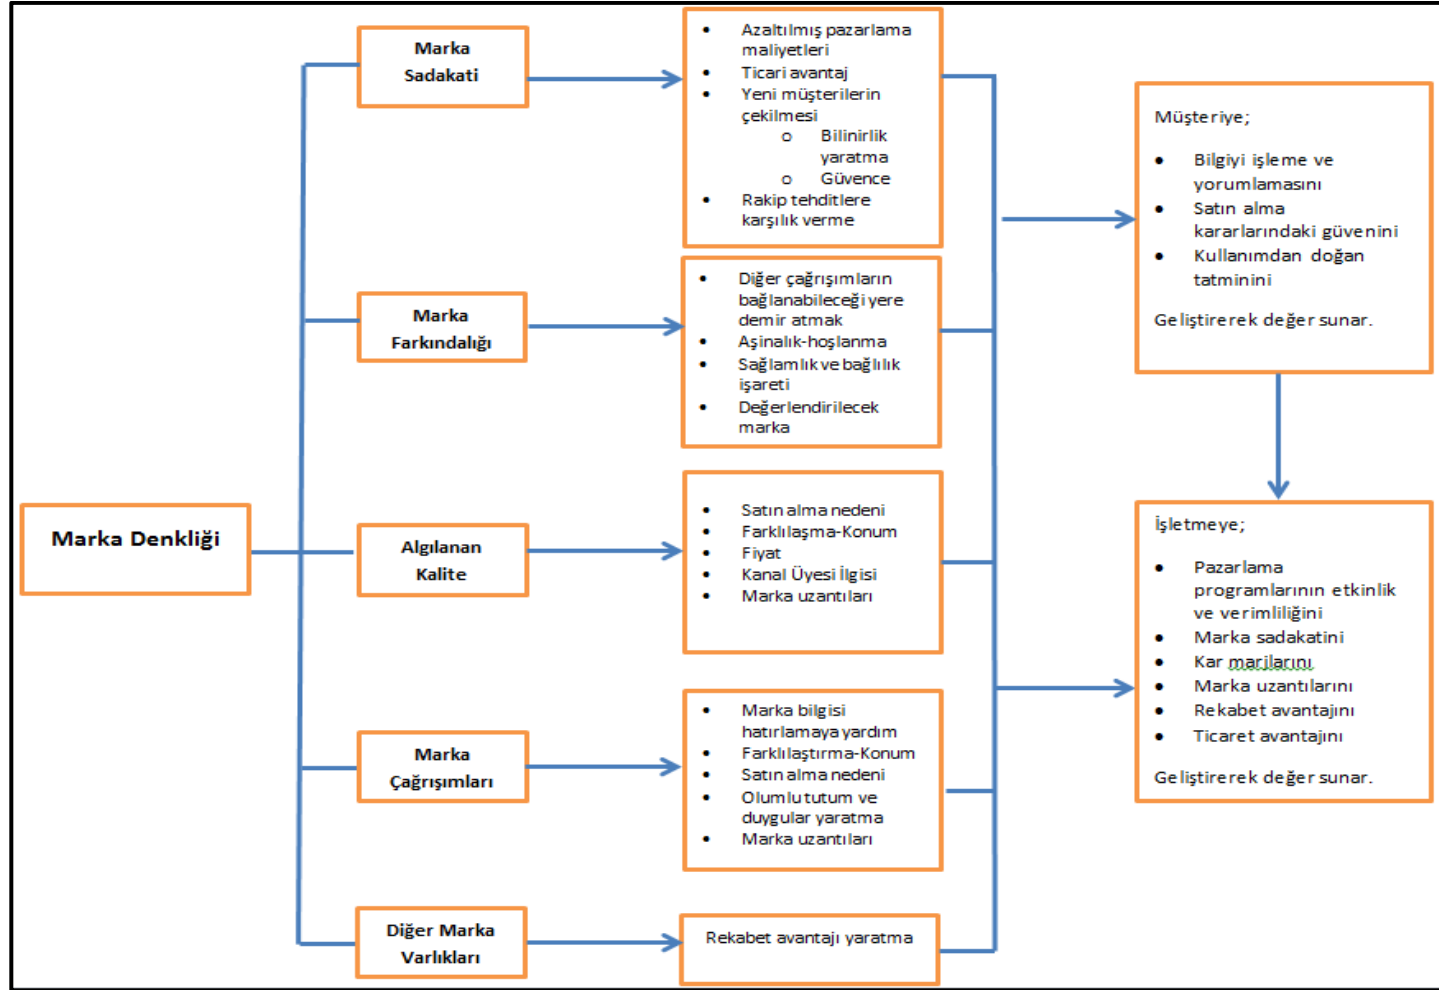 Marka Denkliği
Marka
Sadakati
Azaltılmış pazarlama
maliyetleri
Ticari avantaj
Yeni müşterilerin
çekilmesi
Bilinirlik
yaratma
Güvence
Rakip tehditlere
karşılık verme
Marka
Farkındalığı
Diğer çağrışımların
bağlanabileceği yere
demir atmak
Aşinalık-hoşlanma
Sağlamlık ve bağlılık
işareti
Değerlendirilecek
marka
Algılanan
Kalite
Satın alma nedeni
Farklılaşma-Konum
Fiyat
Kanal Üyesi İlgisi
Marka uzantıları
Marka
Çağrışımları
Marka bilgisi
hatırlamaya yardım
Farklılaştırma-Konum
Satın alma nedeni
Olumlu tutum ve
duygular yaratma
Marka uzantıları
Diğer Marka
Varlıkları
Rekabet avantajı yaratma
Müşteriye;
Bilgiyi işleme ve
yorumlamasını
Satın alma
kararlarındaki güvenini
Kullanımdan doğan
tatminini
Geliştirerek değer sunar.
İşletmeye;
Pazarlama
programlarının etkinlik
ve verimliliğini
Marka sadakatini
Kar marjlarını
Marka uzantılarını
Rekabet avantajını
Ticaret avantajını
Geliştirerek değer sunar.